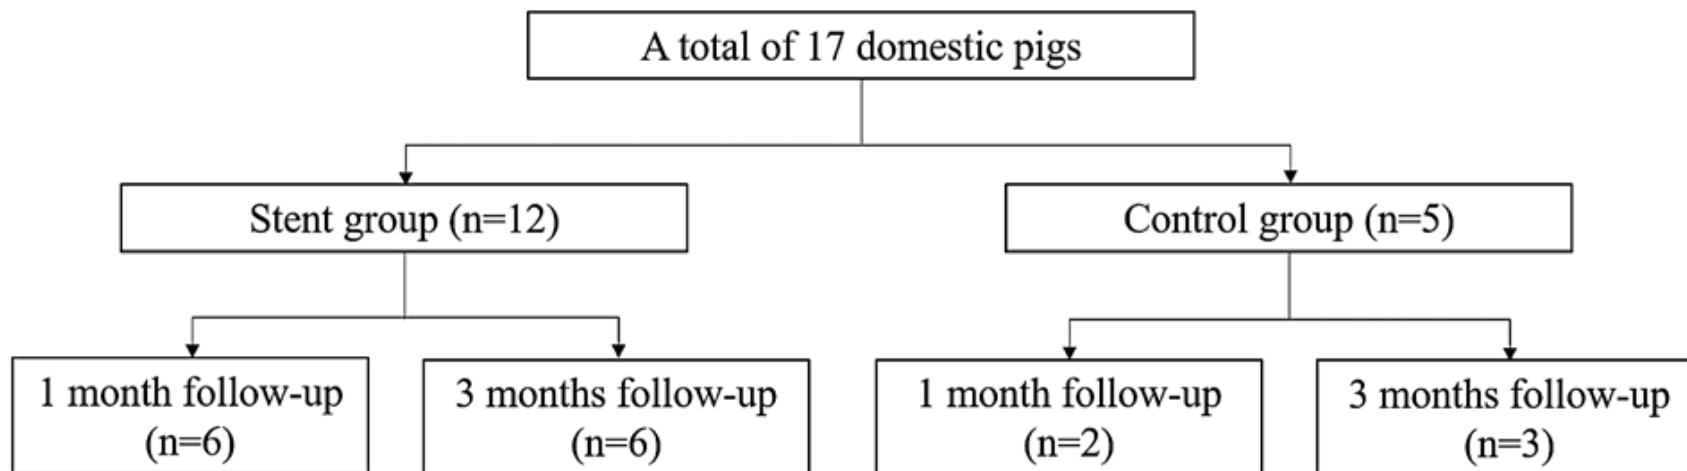 A total of 17 domestic pigs
Stent group (n=12)
Control group (n=5)
1 month follow-up
(n=6)
3 months follow-up
(n=6)
1 month follow-up
(n=2)
3 months follow-up
(n=3)